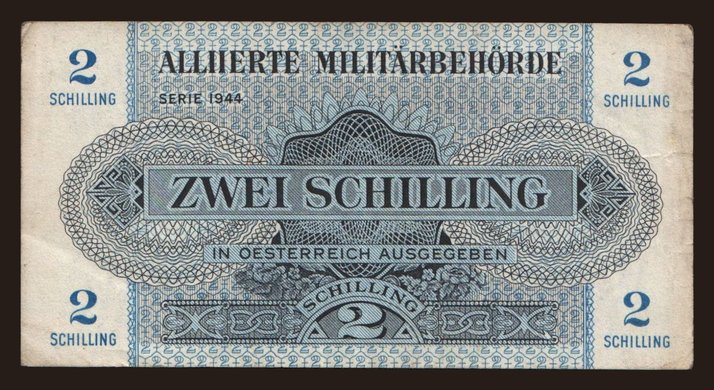 ALLIIERTE MILITÄRBEHÖRDE
2
SCHILLING
2
SCHILLING
SERIE 1944
ZWEI SCHILLING
IN OESTERREICH AUSGEGEBEN
2
SCHILLING
SCHILLING
2
2
SCHILLING